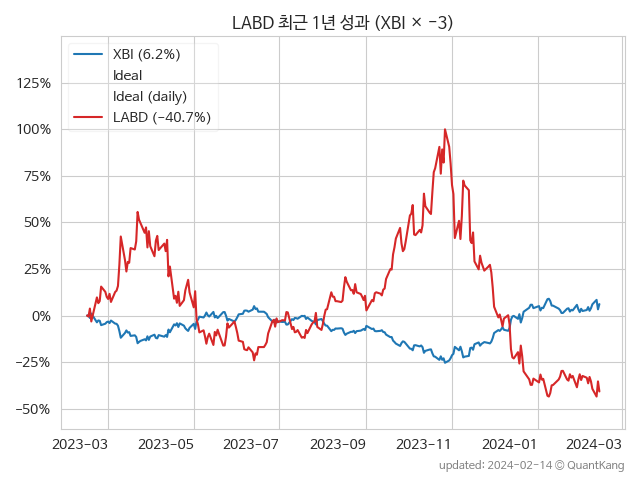 LABD 최근 1년 성과 (XBI × −3)
XBI (6.2%)
Ideal
Ideal (daily)
LABD (−40.7%)
125%
100%
75%
50%
25%
0%
−25%
−50%
2023-03 2023-05 2023-07 2023-09 2023-11 2024-01 2024-03
updated: 2024-02-14 © QuantKang